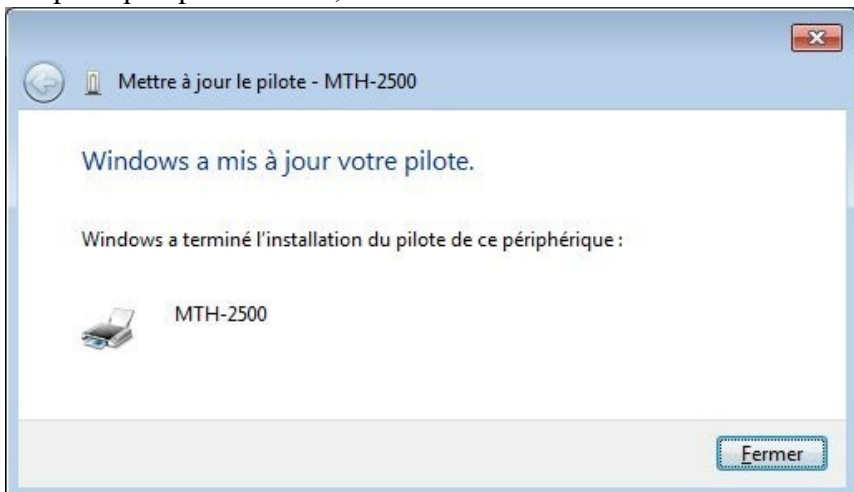 Mettre à jour le pilote - MTH-2500
Windows a mis à jour votre pilote.
Windows a terminé l'installation du pilote de ce périphérique :
MTH-2500
Fermer